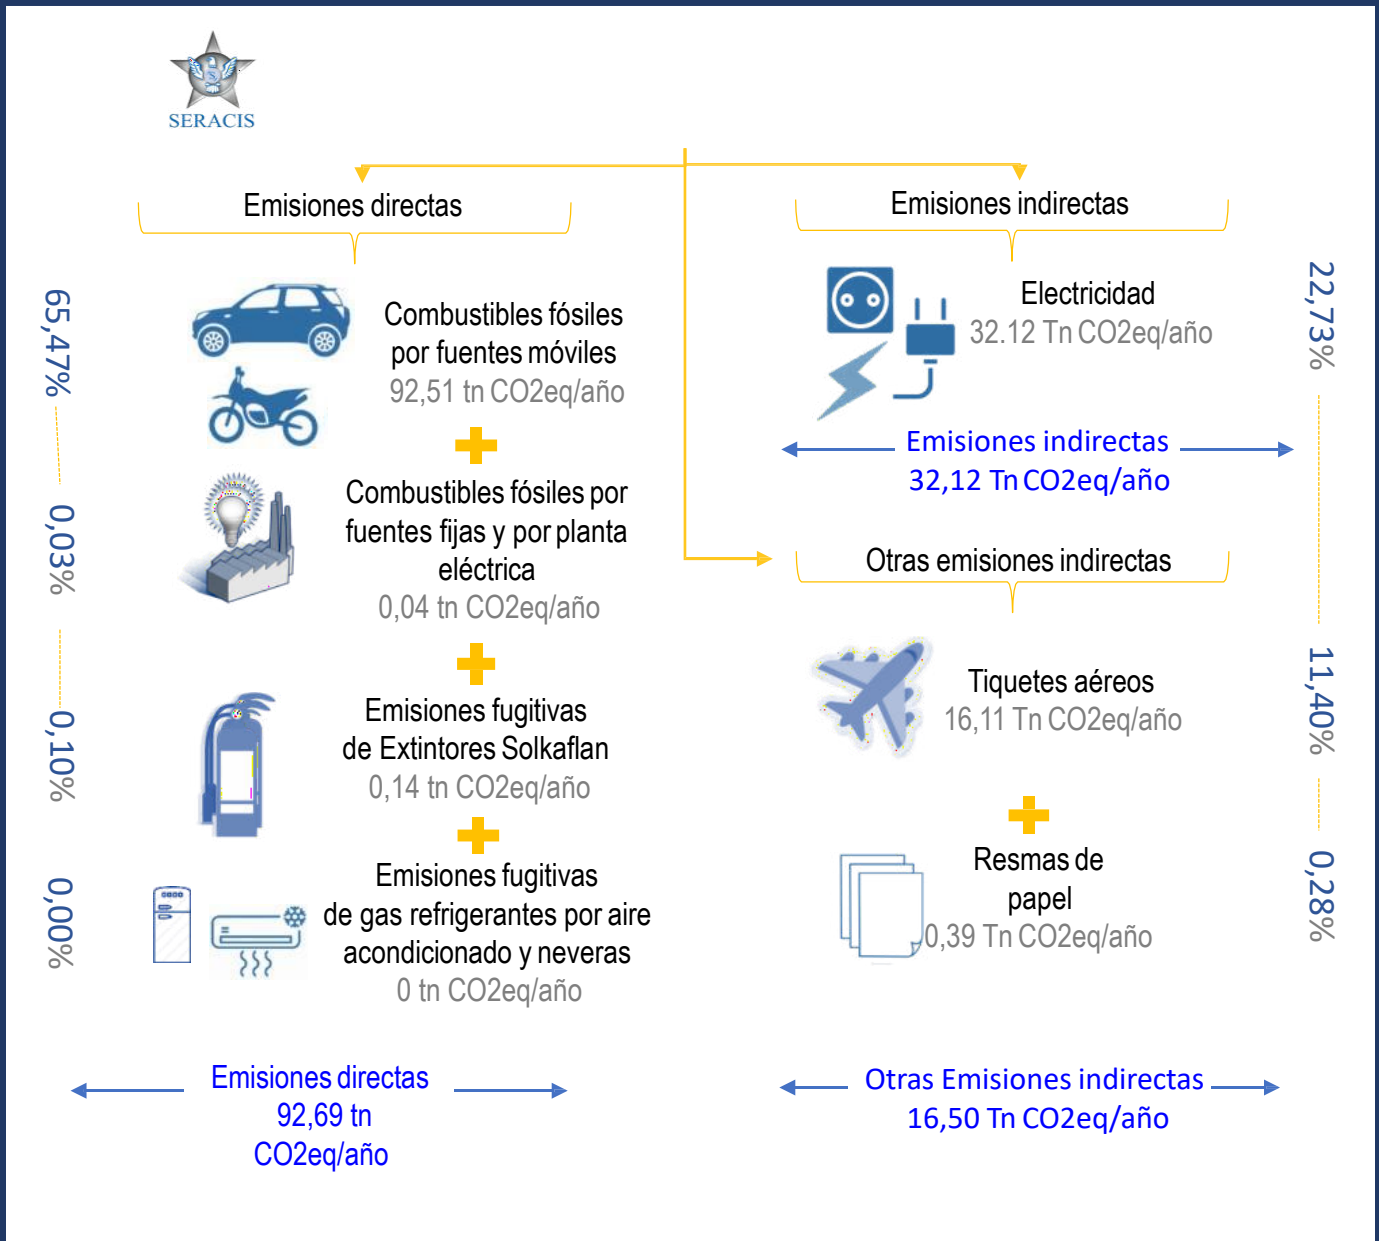 SERACIS
Emisiones directas
65,47%
Combustibles fósiles
por fuentes móviles
92,51 tn CO2eq/año
0,03%
Combustibles fósiles por
fuentes fijas y por planta
eléctrica
0,04 tn CO2eq/año
0,10%
Emisiones fugitivas
de Extintores Solkaflan
0,14 tn CO2eq/año
0,00%
Emisiones fugitivas
de gas refrigerantes por aire
acondicionado y neveras
0 tn CO2eq/año
Emisiones directas
92,69 tn
CO2eq/año
Emisiones indirectas
Electricidad
32.12 Tn CO2eq/año
22,73%
Emisiones indirectas
32,12 Tn CO2eq/año
Otras emisiones indirectas
Tiquetes aéreos
16,11 Tn CO2eq/año
11,40%
Resmas de
papel
0,39 Tn CO2eq/año
0,28%
Otras Emisiones indirectas
16,50 Tn CO2eq/año